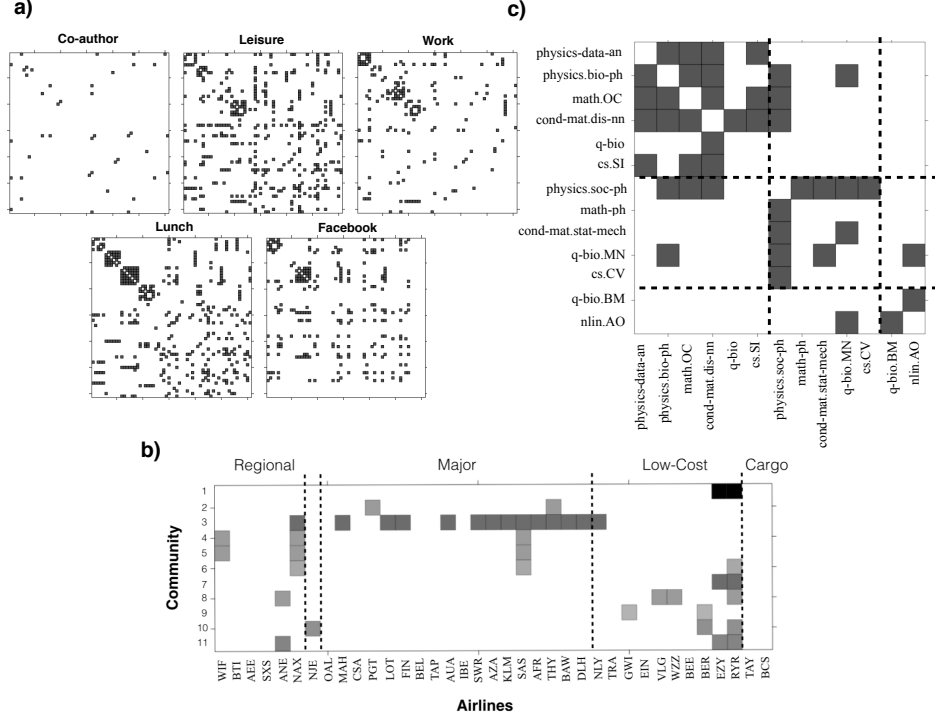 a)
Co-author
Leisure
Work
Lunch
Facebook
c)
physics-data-an
physics.bio-ph
math.OC
cond-mat.dis-nn
q-bio
cs.SI
physics.soc-ph
math-ph
cond-mat.stat-mech
q-bio.MN
cs.CV
q-bio.BM
nlin.AO
physics-data-an
physics.bio-ph
math.OC
cond-mat.dis-nn
q-bio
cs.SI
physics.soc-ph
math-ph
cond-mat.stat-mech
q-bio.MN
cs.CV
q-bio.BM
nlin.AO
b)
Regional
Major
Low-Cost
Cargo
Community
1
2
3
4
5
6
7
8
9
10
11
WIF
BTI
AEE
SXS
ANE
NAX
NJE
OAL
MAH
CSA
PGT
LOT
FIN
BEL
TAP
AUA
IBE
SWR
AZA
KLM
SAS
AFR
THY
BAW
DLH
NLY
TRA
GWI
EIN
VLG
WZZ
BEE
BER
EZY
RYR
TAY
BCS
Airlines